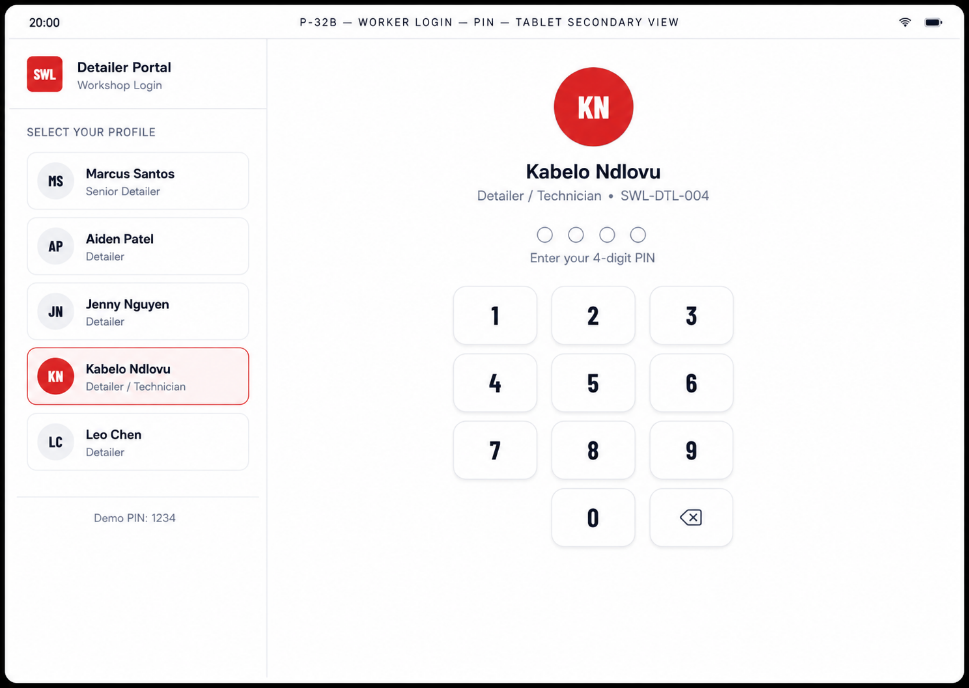 20:00
P-32B — WORKER LOGIN — PIN — TABLET SECONDARY VIEW
SWL
Detailer Portal
Workshop Login
SELECT YOUR PROFILE
MS
Marcus Santos
Senior Detailer
AP
Aiden Patel
Detailer
JN
Jenny Nguyen
Detailer
KN
Kabelo Ndlovu
Detailer / Technician
LC
Leo Chen
Detailer
Demo PIN: 1234
KN
Kabelo Ndlovu
Detailer / Technician • SWL-DTL-004
Enter your 4-digit PIN
1 2 3
4 5 6
7 8 9
0